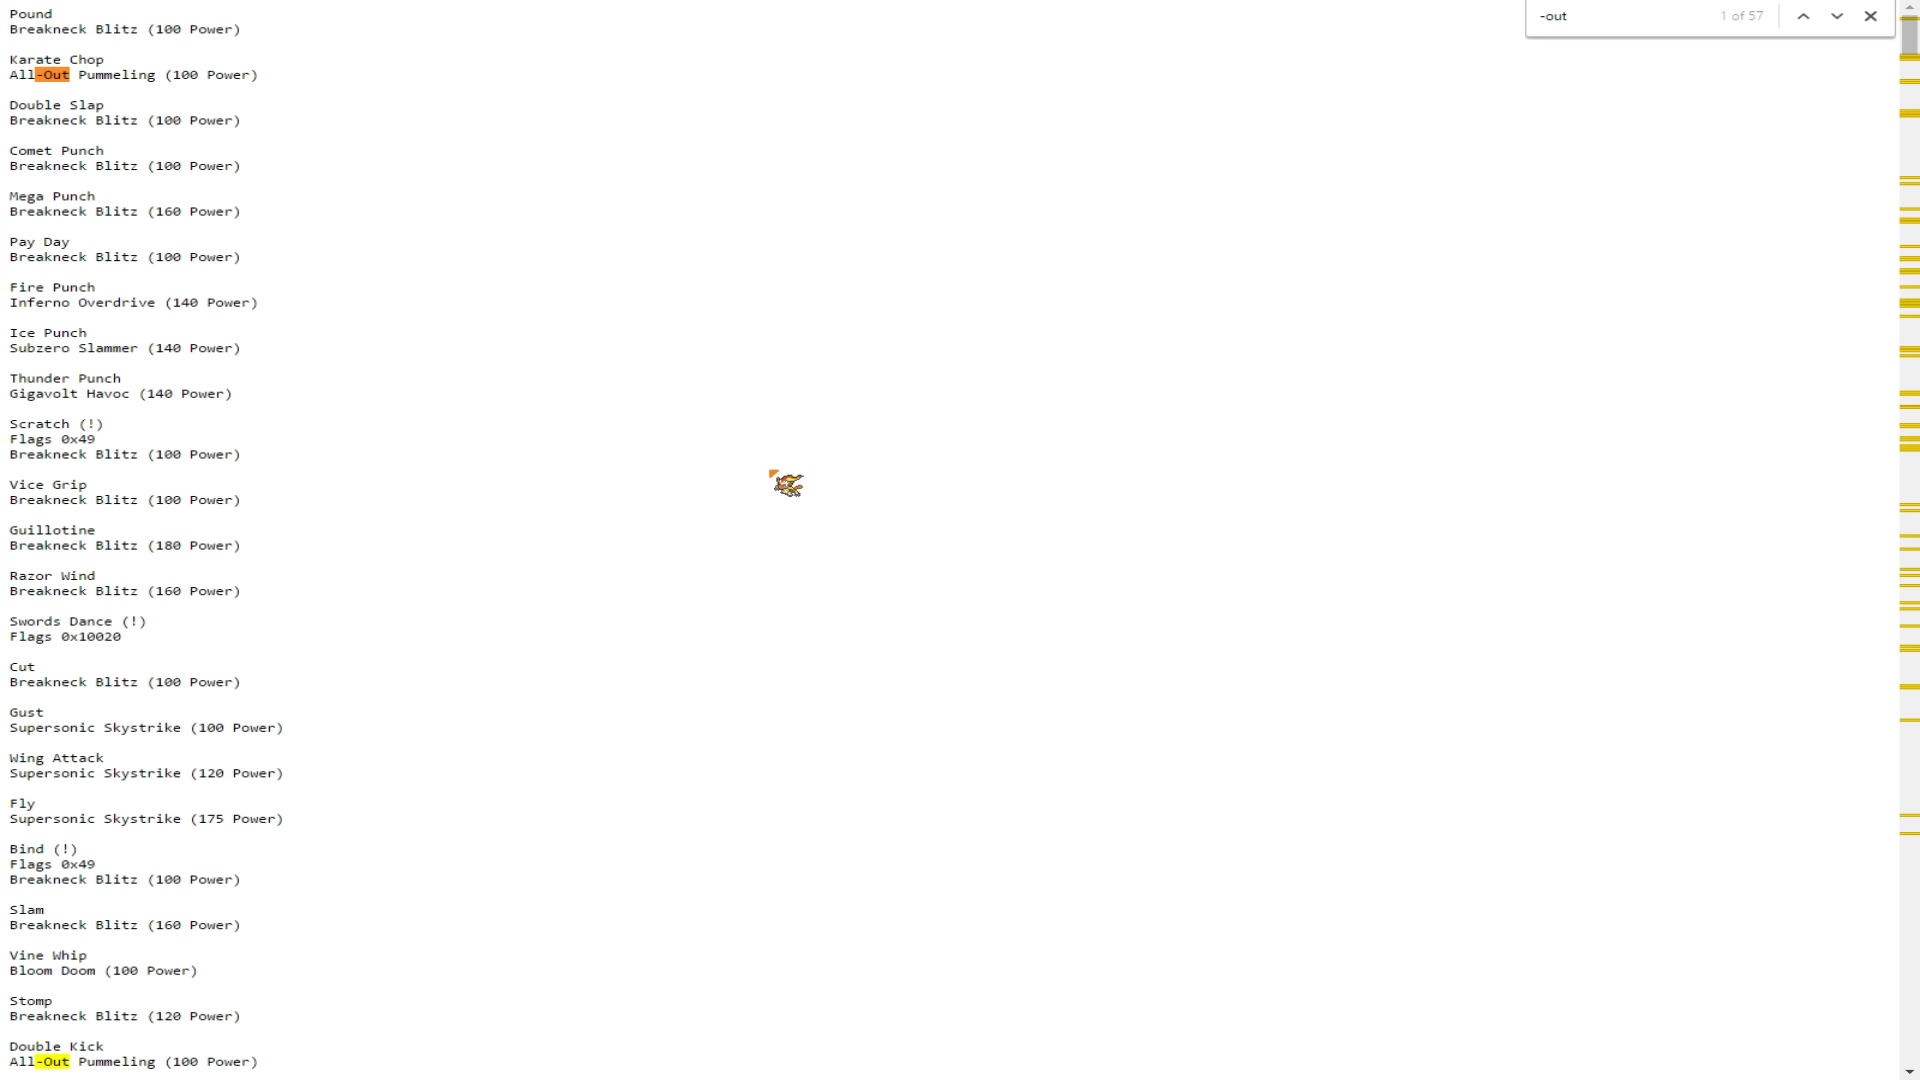 Pound
Breakneck Blitz (100 Power)
Karate Chop
All-Out Pummeling (100 Power)
Double Slap
Breakneck Blitz (100 Power)
Comet Punch
Breakneck Blitz (100 Power)
Mega Punch
Breakneck Blitz (160 Power)
Pay Day
Breakneck Blitz (100 Power)
Fire Punch
Inferno Overdrive (140 Power)
Ice Punch
Subzero Slammer (140 Power)
Thunder Punch
Gigavolt Havoc (140 Power)
Scratch (!)
Flags 0x49
Breakneck Blitz (100 Power)
Vice Grip
Breakneck Blitz (100 Power)
Guillotine
Breakneck Blitz (180 Power)
Razor Wind
Breakneck Blitz (160 Power)
Swords Dance (!)
Flags 0x10020
Cut
Breakneck Blitz (100 Power)
Gust
Supersonic Skystrike (100 Power)
Wing Attack
Supersonic Skystrike (120 Power)
Fly
Supersonic Skystrike (175 Power)
Bind (!)
Flags 0x49
Breakneck Blitz (100 Power)
Slam
Breakneck Blitz (160 Power)
Vine Whip
Bloom Doom (100 Power)
Stomp
Breakneck Blitz (120 Power)
Double Kick
All-Out Pummeling (100 Power)
-out
1 of 57